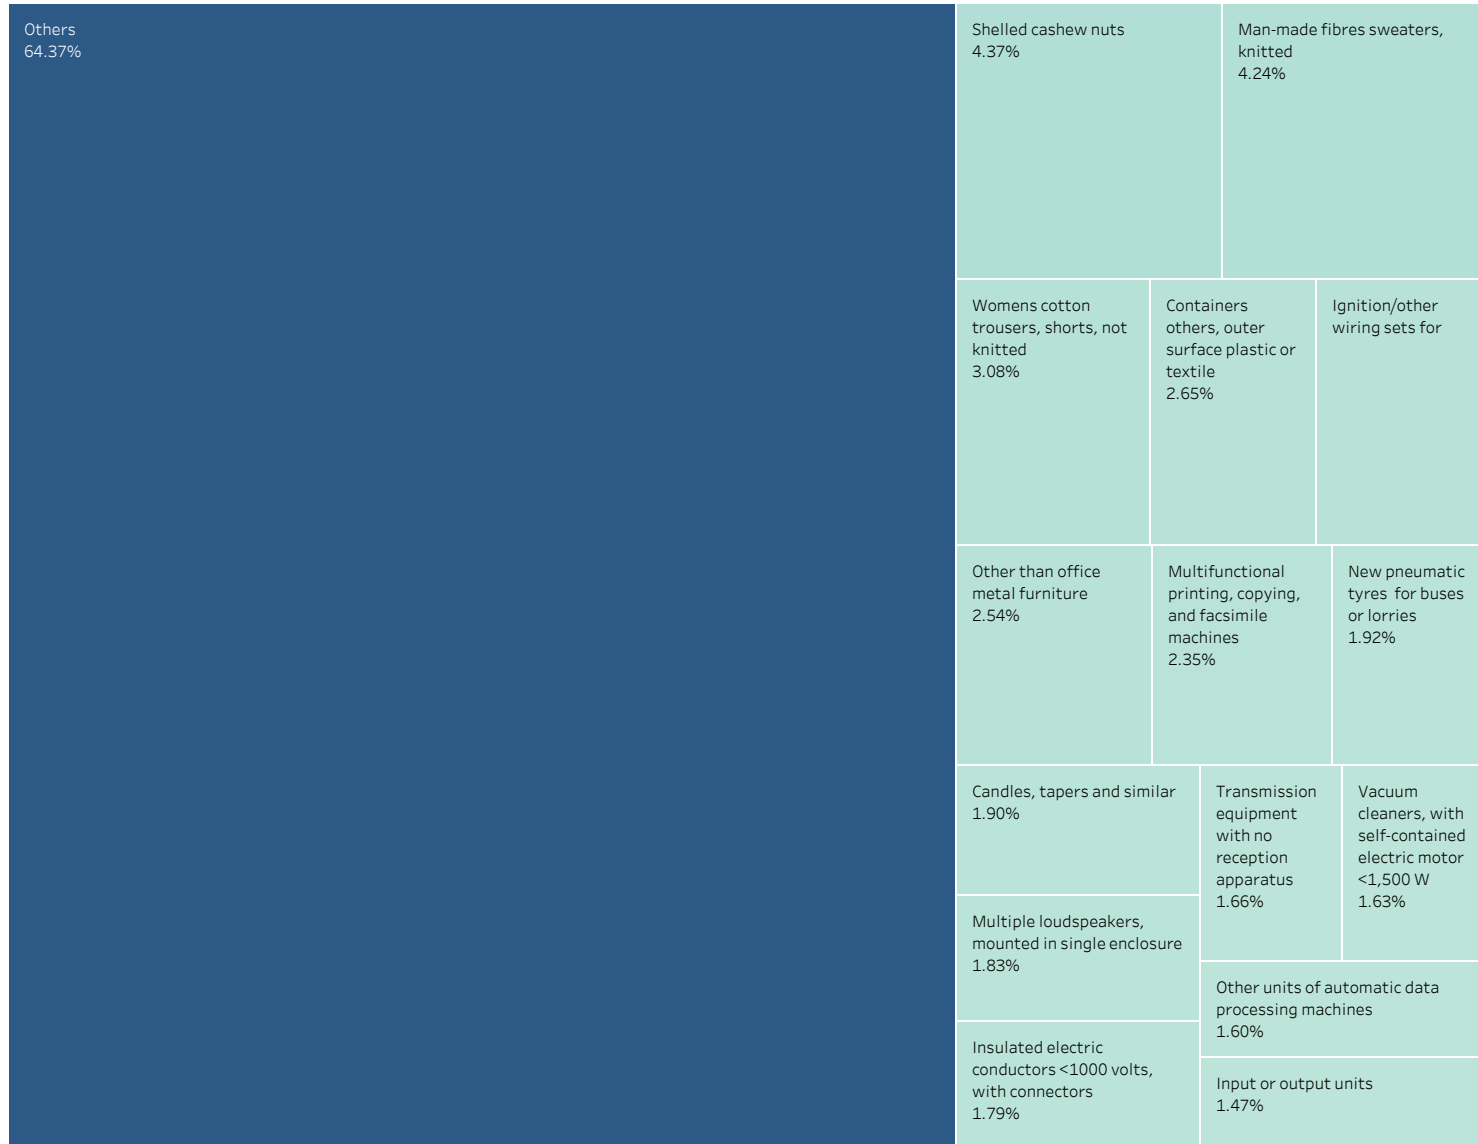 Others
64.37%
Shelled cashew nuts
4.37%
Man-made fibres sweaters,
knitted
4.24%
Womens cotton
trousers, shorts, not
knitted
3.08%
Containers
others, outer
surface plastic or
textile
2.65%
Ignition/other
wiring sets for
Other than office
metal furniture
2.54%
Multifunctional
printing, copying,
and facsimile
machines
2.35%
New pneumatic
tyres  for buses
or lorries
1.92%
Candles, tapers and similar
1.90%
Transmission
equipment
with no
reception
apparatus
1.66%
Vacuum
cleaners, with
self-contained
electric motor
<1,500 W
1.63%
Multiple loudspeakers,
mounted in single enclosure
1.83%
Other units of automatic data
processing machines
1.60%
Insulated electric
conductors <1000 volts,
with connectors
1.79%
Input or output units
1.47%